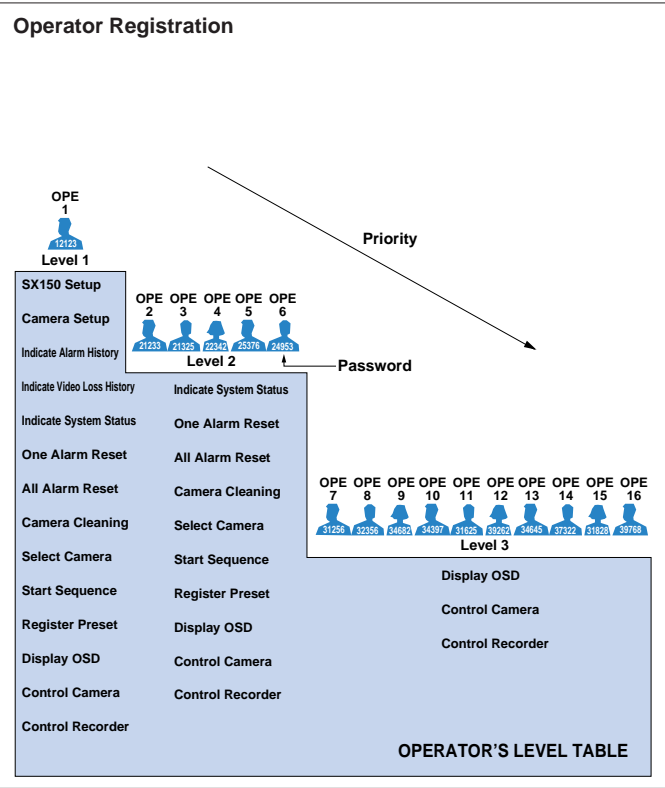 Operator Registration
Priority
OPE
1
12123
Level 1
SX150 Setup
Camera Setup
Indicate Alarm History
Indicate Video Loss History
Indicate System Status
One Alarm Reset
All Alarm Reset
Camera Cleaning
Select Camera
Start Sequence
Register Preset
Display OSD
Control Camera
Control Recorder
OPE OPE OPE OPE OPE
2 3 4 5 6
21233 21325 22342 25376 24953
Level 2
Password
Indicate System Status
One Alarm Reset
All Alarm Reset
Camera Cleaning
Select Camera
Start Sequence
Register Preset
Display OSD
Control Camera
Control Recorder
OPE OPE OPE OPE OPE OPE OPE OPE OPE OPE
7 8 9 10 11 12 13 14 15 16
31256 32356 34682 34397 31625 39262 34645 37322 31828 39768
Level 3
Display OSD
Control Camera
Control Recorder
OPERATOR'S LEVEL TABLE